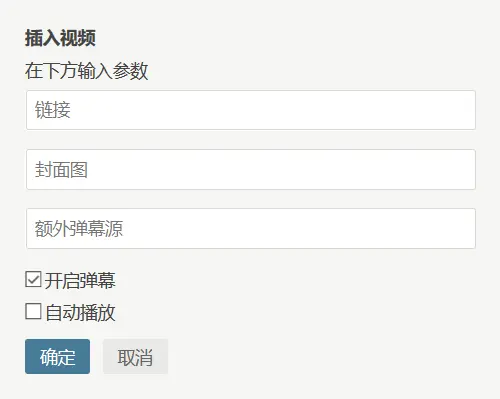 插入视频
在下方输入参数
链接
封面图
额外弹幕源
开启弹幕
自动播放
确定 取消